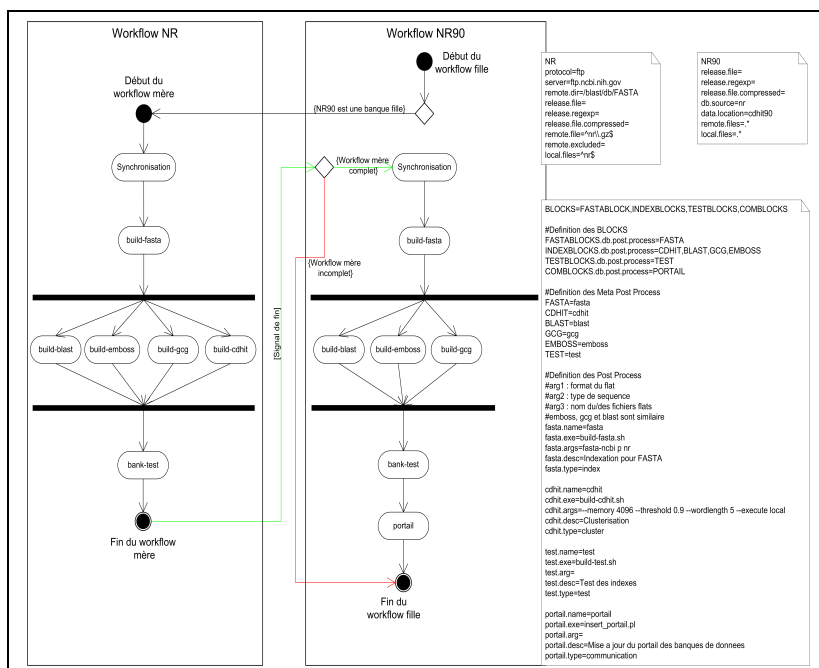 Workflow NR
Workflow NR90
Début du
workflow fille
Début du
workflow mère
{NR90 est une banque fille}
Synchronisation
{Workflow mère
complet}
Synchronisation
build-fasta
build-fasta
{Workflow mère
incomplet}
[Signal de fin]
build-blast
build-emboss
build-gcg
build-cdhit
build-blast
build-emboss
build-gcg
bank-test
bank-test
portail
Fin du workflow
mère
Fin du
workflow fille
NR
protocol=ftp
server=ftp.ncbi.nih.gov
remote.dir=/blast/db/FASTA
release.file=
release.regexp=
release.file.compressed=
remote.file=^nr\\.gz$
remote.excluded=
local.files=^nr$
NR90
release.file=
release.regexp=
release.file.compressed=
db.source=nr
data.location=cdhit90
remote.files=.*
local.files=.*
BLOCKS=FASTABLOCK,INDEXBLOCKS,TESTBLOCKS,COMBLOCKS
#Definition des BLOCKS
FASTABLOCKS.db.post.process=FASTA
INDEXBLOCKS.db.post.process=CDHIT,BLAST,GCG,EMBOSS
TESTBLOCKS.db.post.process=TEST
COMBLOCKS.db.post.process=PORTAIL
#Definition des Meta Post Process
FASTA=fasta
CDHIT=cdhit
BLAST=blast
GCG=gcg
EMBOSS=emboss
TEST=test
#Definition des Post Process
#arg1 : format du flat
#arg2 : type de sequence
#arg3 : nom du/des fichiers flats
#emboss, gcg et blast sont similaire
fasta.name=fasta
fasta.exe=build-fasta.sh
fasta.args=fasta-ncbi p nr
fasta.desc=Indexation pour FASTA
fasta.type=index
cdhit.name=cdhit
cdhit.exe=build-cdhit.sh
cdhit.args=--memory 4096 --threshold 0.9 --wordlength 5 --execute local
cdhit.desc=Clusterisation
cdhit.type=cluster
test.name=test
test.exe=build-test.sh
test.arg=
test.desc=Test des indexes
test.type=test
portail.name=portail
portail.exe=insert_portail.pl
portail.arg=
portail.desc=Mise a jour du portail des banques de donnees
portail.type=communication